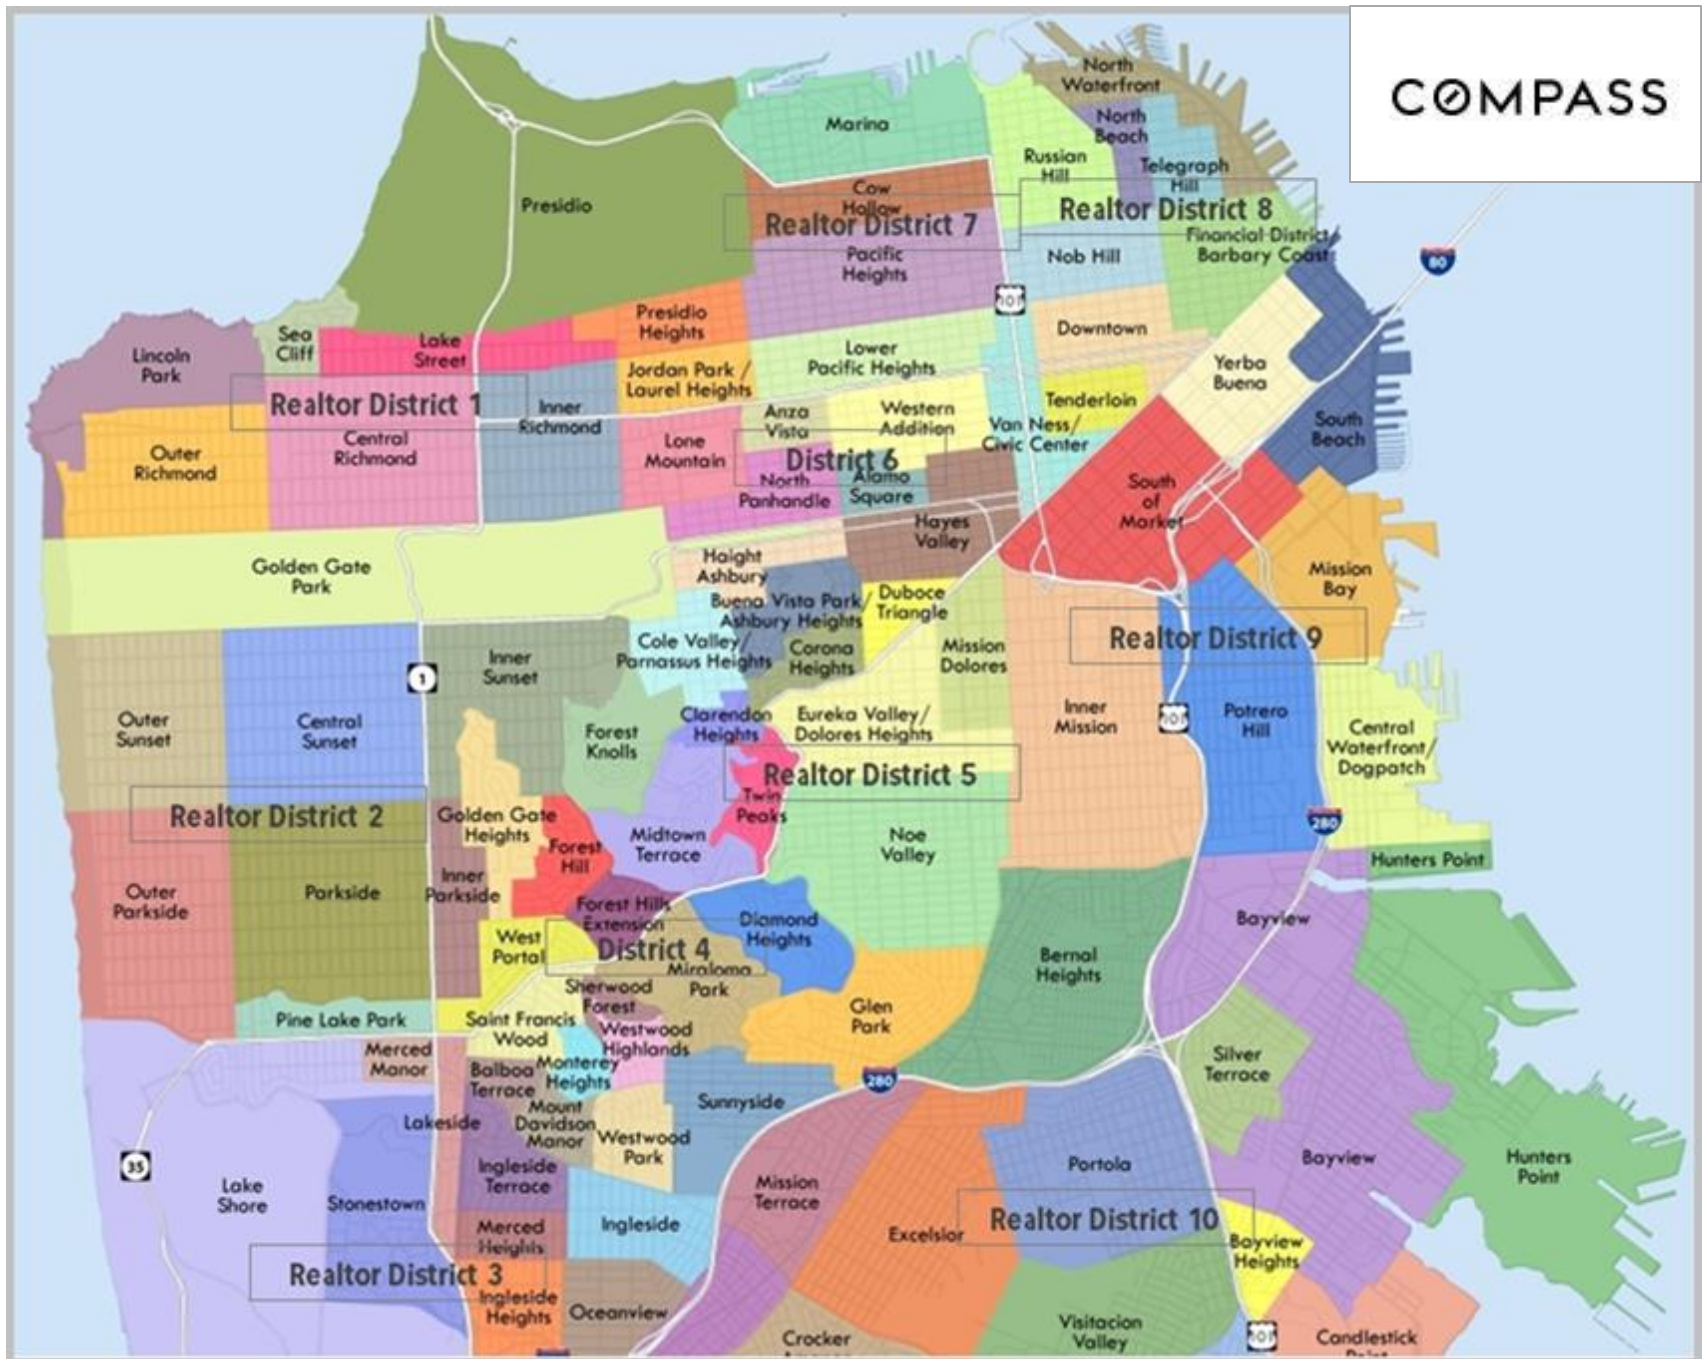 COMPASS
North
Waterfront
Marina
North
Beach
Russian
Hill
Telegraph
Hill
Presidio
Cow
Hollow
Realtor District 7
Realtor District 8
Pacific
Heights
Nob Hill
Financial District/
Barbary Coast
80
101
Presidio
Heights
Downtown
Sea
Cliff
Lake
Street
Lincoln
Park
Lower
Pacific Heights
Yerba
Buena
Jordan Park /
Laurel Heights
Tenderloin
Realtor District 1
Inner
Richmond
Anza
Vista
Western
Addition
Van Ness/
Civic Center
South
Beach
Central
Richmond
Outer
Richmond
Lone
Mountain
District 6
North
Panhandle
Alamo
Square
South
of
Market
Hayes
Valley
Golden Gate
Park
Haight
Ashbury
Mission
Bay
Buena Vista Park/
Ashbury Heights
Duboce
Triangle
Realtor District 9
Cole Valley/
Parnassus Heights
Corona
Heights
Mission
Dolores
Inner
Sunset
1
Outer
Sunset
Central
Sunset
Forest
Knolls
Clarendon
Heights
Eureka Valley/
Dolores Heights
Inner
Mission
101
Potrero
Hill
Central
Waterfront/
Dogpatch
Realtor District 5
Twin
Peaks
Realtor District 2
Golden Gate
Heights
Midtown
Terrace
Noe
Valley
280
Forest
Hill
Hunters Point
Outer
Parkside
Parkside
Inner
Parkside
Forest Hills
Extension
Diamond
Heights
Bayview
West
Portal
District 4
Miraloma
Park
Bernal
Heights
Sherwood
Forest
Pine Lake Park
Saint Francis
Wood
Westwood
Highlands
Glen
Park
Merced
Manor
Balboa
Terrace
Monterey
Heights
280
Silver
Terrace
Lakeside
Mount
Davidson
Manor
Sunnyside
Westwood
Park
35
Lake
Shore
Stonestown
Ingleside
Terrace
Mission
Terrace
Portola
Bayview
Hunters
Point
Merced
Heights
Ingleside
Excelsior
Realtor District 10
Bayview
Heights
Realtor District 3
Ingleside
Heights
Oceanview
Visitacion
Valley
101
Crocker
Candlestick
Point